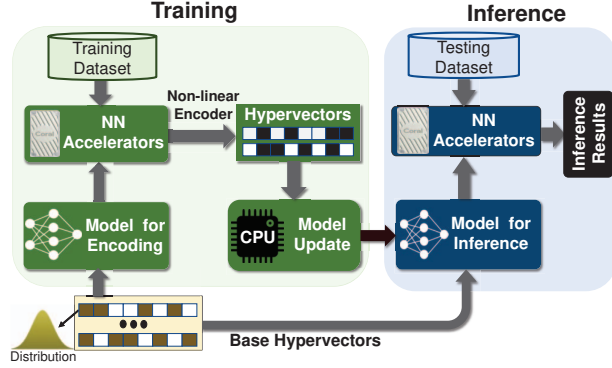 Training
Inference
Training
Dataset
Testing
Dataset
NN
Accelerators
Non-linear
Encoder
Hypervectors
NN
Accelerators
Inference
Results
Coral
Model for
Encoding
CPU
Model
Update
Model for
Inference
Distribution
Base Hypervectors